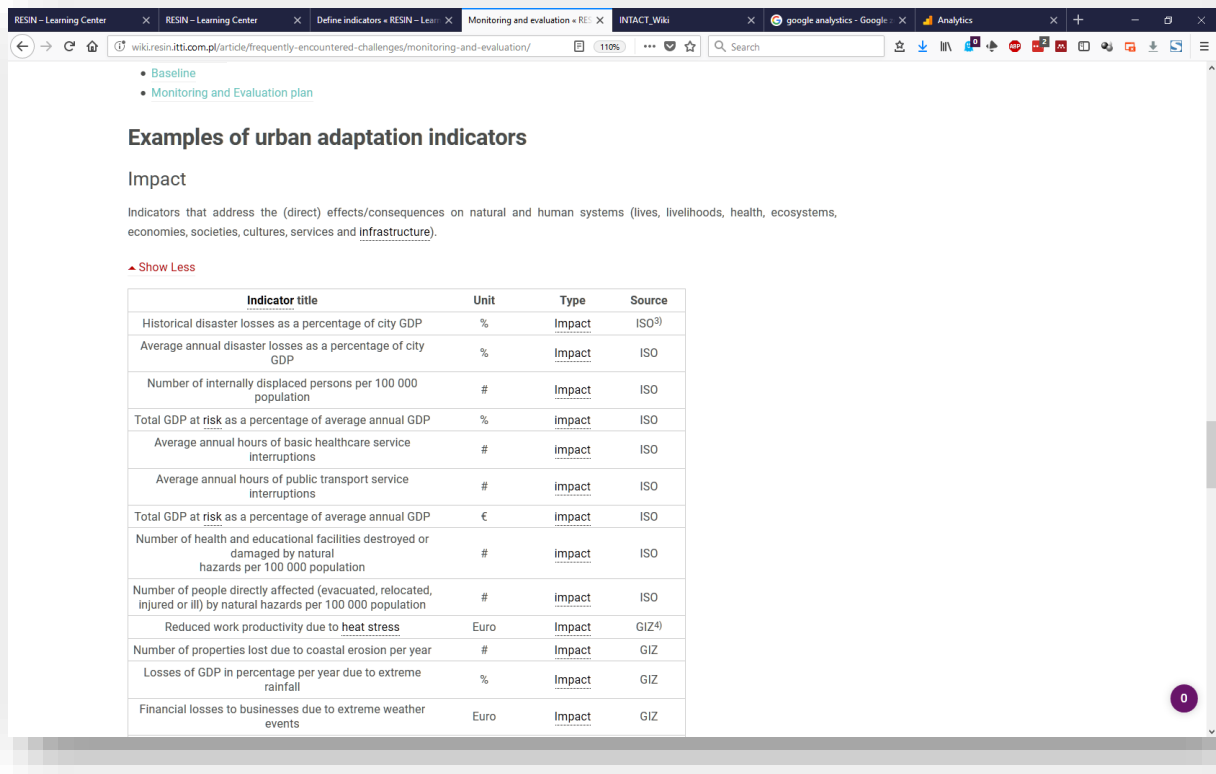 RESIN – Learning Center
RESIN – Learning Center
Define indicators « RESIN – Learn
Monitoring and evaluation « RES
INTACT_Wiki
google analystics - Google
Analytics
wiki.resin.itti.com.pl/article/frequently-encountered-challenges/monitoring-and-evaluation/
110%
Search
ABP
0
2
Baseline
Monitoring and Evaluation plan
Examples of urban adaptation indicators
Impact
Indicators that address the (direct) effects/consequences on natural and human systems (lives, livelihoods, health, ecosystems,
economies, societies, cultures, services and infrastructure).
Show Less
Indicator title Unit Type Source
Historical disaster losses as a percentage of city GDP % Impact ISO3)
Average annual disaster losses as a percentage of city
GDP % Impact ISO
Number of internally displaced persons per 100 000
population # Impact ISO
Total GDP at risk as a percentage of average annual GDP % impact ISO
Average annual hours of basic healthcare service
interruptions # impact ISO
Average annual hours of public transport service
interruptions # impact ISO
Total GDP at risk as a percentage of average annual GDP € impact ISO
Number of health and educational facilities destroyed or
damaged by natural
hazards per 100 000 population # impact ISO
Number of people directly affected (evacuated, relocated,
injured or ill) by natural hazards per 100 000 population # impact ISO
Reduced work productivity due to heat stress Euro Impact GIZ4)
Number of properties lost due to coastal erosion per year # Impact GIZ
Losses of GDP in percentage per year due to extreme
rainfall % Impact GIZ
Financial losses to businesses due to extreme weather
events Euro Impact GIZ
0